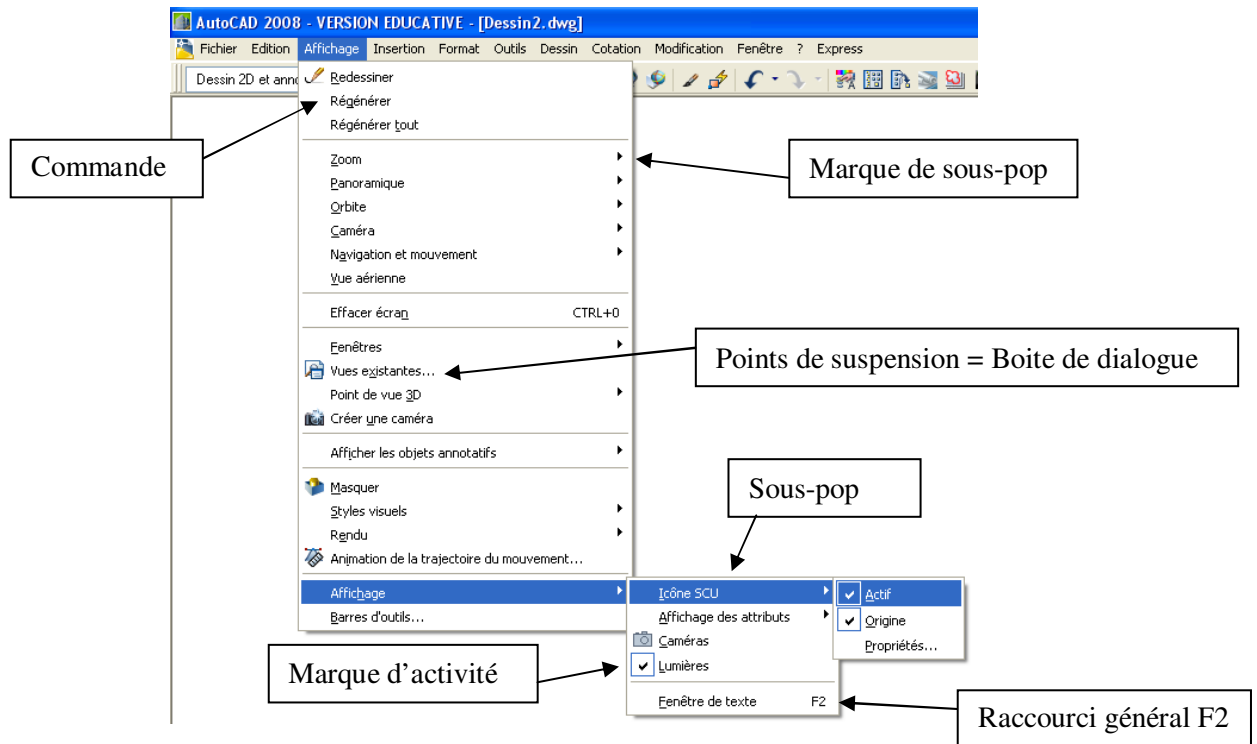 AutoCAD 2008 - VERSION EDUCATIVE - [Dessin2.dwg]
Fichier Edition Affichage Insertion Format Outils Dessin Cotation Modification Fenêtre ? Express
Dessin 2D et anno
Redessiner
Régénérer
Régénérer tout
Commande
Zoom
Marque de sous-pop
Panoramique
Orbite
Caméra
Navigation et mouvement
Vue aérienne
Effacer écran CTRL+0
Fenêtres
Points de suspension = Boite de dialogue
Vues existantes...
Point de vue 3D
Créer une caméra
Afficher les objets annotatifs
Masquer
Sous-pop
Styles visuels
Rendu
Animation de la trajectoire du mouvement...
Affichage Icône SCU Actif
Barres d'outils... Affichage des attributs Origine
Caméras Propriétés...
Marque d'activité
Lumières
Fenêtre de texte F2
Raccourci général F2